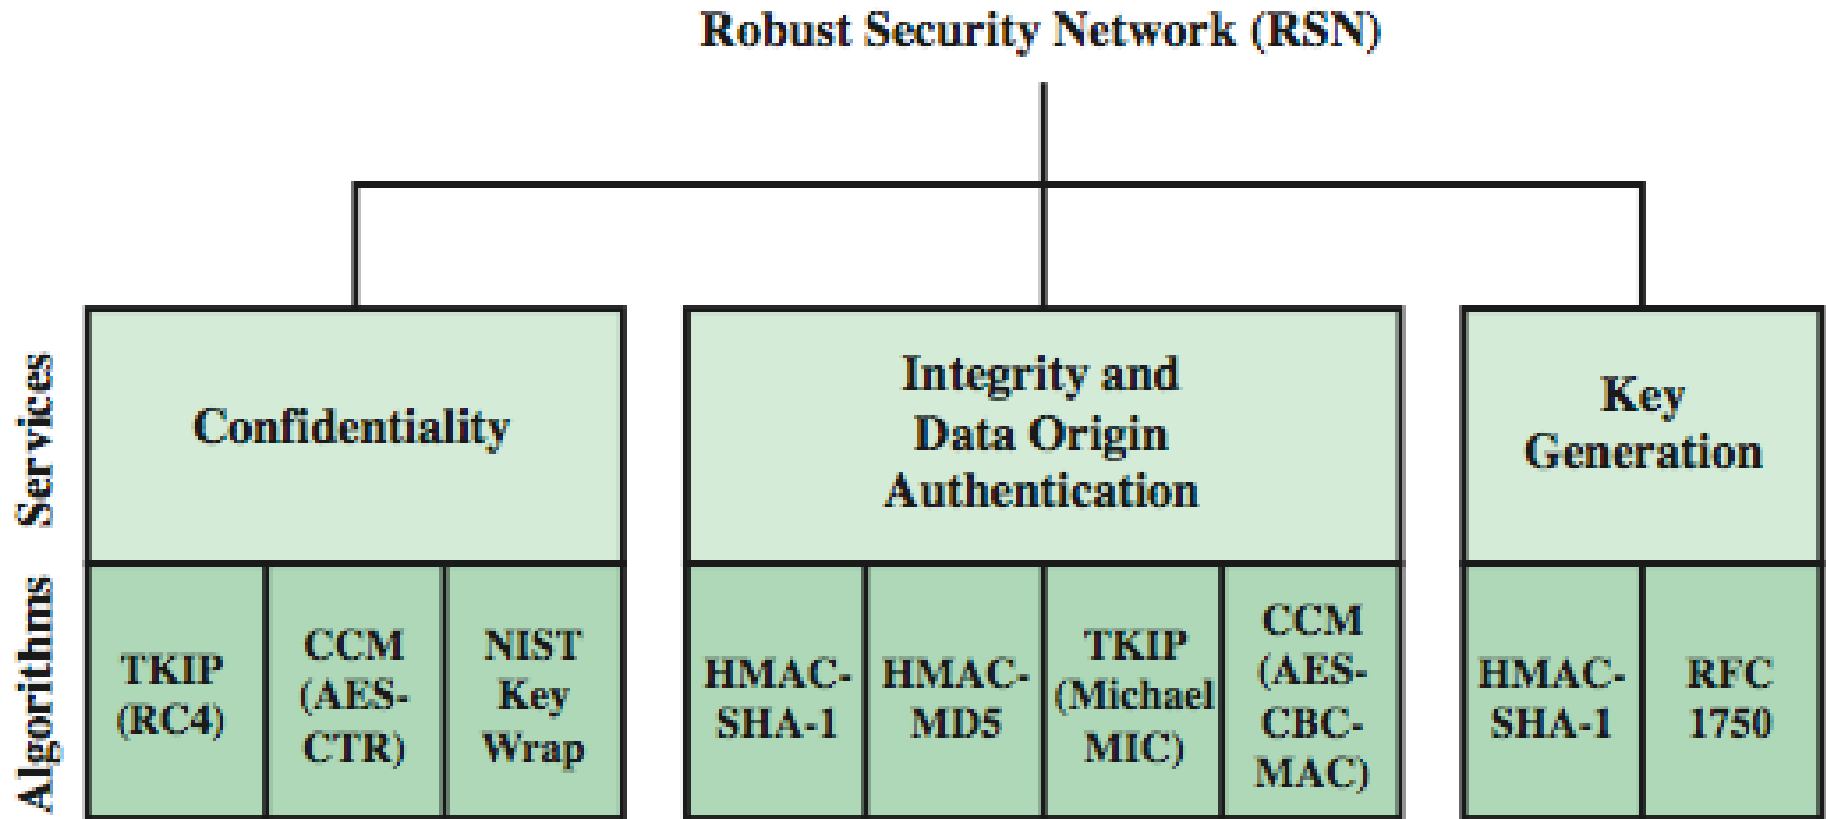 Robust Security Network (RSN)
Services
Confidentiality
Integrity and
Data Origin
Authentication
Key
Generation
Algorithms
TKIP
(RC4)
CCM
(AES-
CTR)
NIST
Key
Wrap
HMAC-
SHA-1
HMAC-
MD5
TKIP
(Michael
MIC)
CCM
(AES-
CBC-
MAC)
HMAC-
SHA-1
RFC
1750